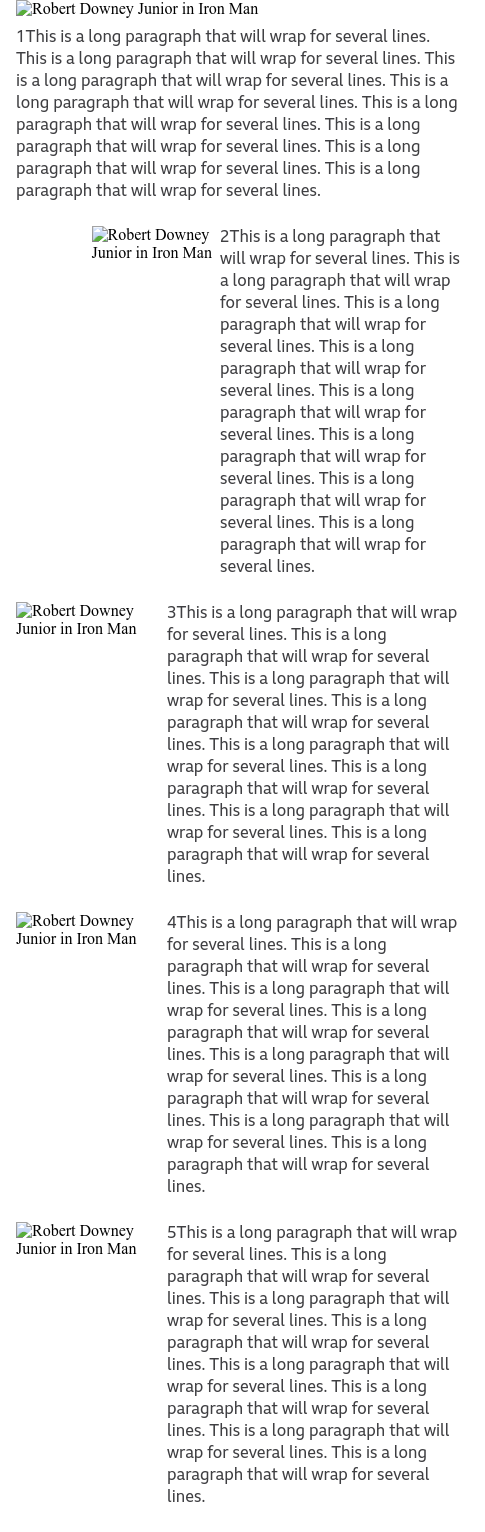 Robert Downey Junior in Iron Man
1This is a long paragraph that will wrap for several lines.
This is a long paragraph that will wrap for several lines. This
is a long paragraph that will wrap for several lines. This is a
long paragraph that will wrap for several lines. This is a long
paragraph that will wrap for several lines. This is a long
paragraph that will wrap for several lines. This is a long
paragraph that will wrap for several lines. This is a long
paragraph that will wrap for several lines.
Robert Downey
Junior in Iron Man
2This is a long paragraph that
will wrap for several lines. This is
a long paragraph that will wrap
for several lines. This is a long
paragraph that will wrap for
several lines. This is a long
paragraph that will wrap for
several lines. This is a long
paragraph that will wrap for
several lines. This is a long
paragraph that will wrap for
several lines. This is a long
paragraph that will wrap for
several lines. This is a long
paragraph that will wrap for
several lines.
Robert Downey
Junior in Iron Man
3This is a long paragraph that will wrap
for several lines. This is a long
paragraph that will wrap for several
lines. This is a long paragraph that will
wrap for several lines. This is a long
paragraph that will wrap for several
lines. This is a long paragraph that will
wrap for several lines. This is a long
paragraph that will wrap for several
lines. This is a long paragraph that will
wrap for several lines. This is a long
paragraph that will wrap for several
lines.
Robert Downey
Junior in Iron Man
4This is a long paragraph that will wrap
for several lines. This is a long
paragraph that will wrap for several
lines. This is a long paragraph that will
wrap for several lines. This is a long
paragraph that will wrap for several
lines. This is a long paragraph that will
wrap for several lines. This is a long
paragraph that will wrap for several
lines. This is a long paragraph that will
wrap for several lines. This is a long
paragraph that will wrap for several
lines.
Robert Downey
Junior in Iron Man
5This is a long paragraph that will wrap
for several lines. This is a long
paragraph that will wrap for several
lines. This is a long paragraph that will
wrap for several lines. This is a long
paragraph that will wrap for several
lines. This is a long paragraph that will
wrap for several lines. This is a long
paragraph that will wrap for several
lines. This is a long paragraph that will
wrap for several lines. This is a long
paragraph that will wrap for several
lines.